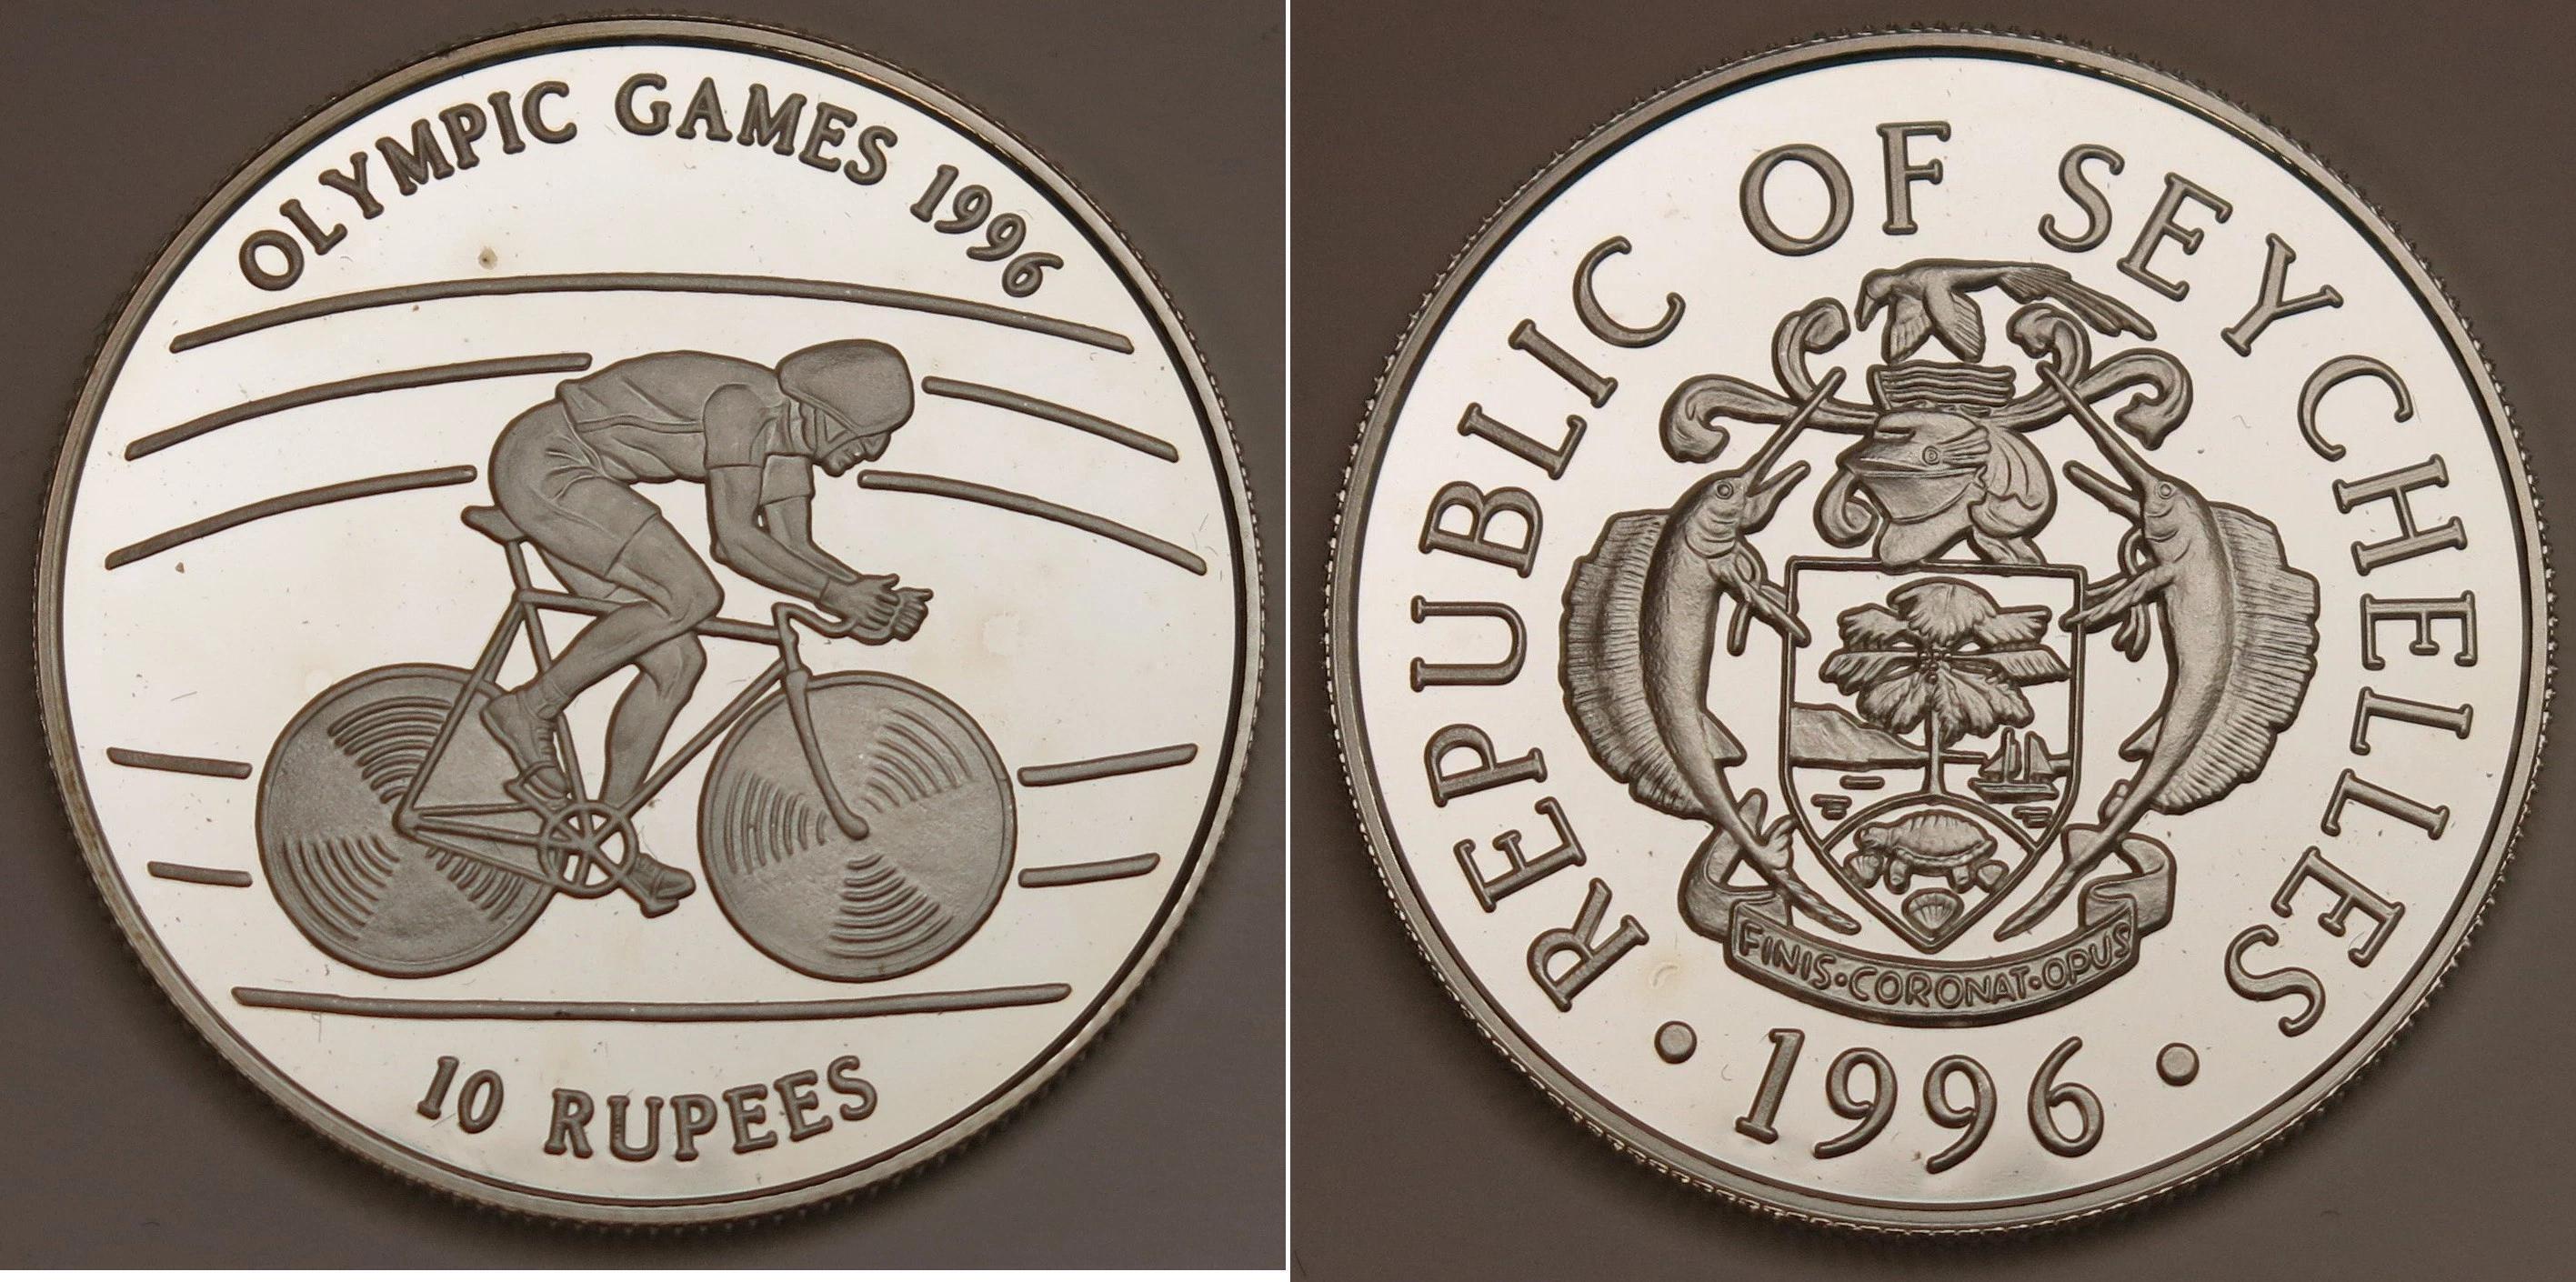 OLYMPIC GAMES 1996
10 RUPEES
REPUBLIC OF SEYCHELLES
FINIS·CORONAT·OPUS
• 1996 •